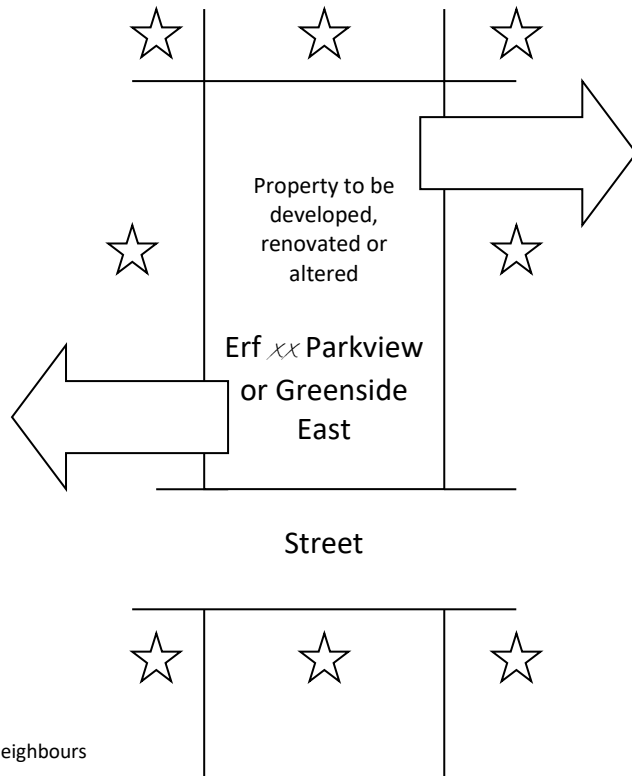 Property to be
developed,
renovated or
altered
Erf xx Parkview
or Greenside
East
Street
eighbours